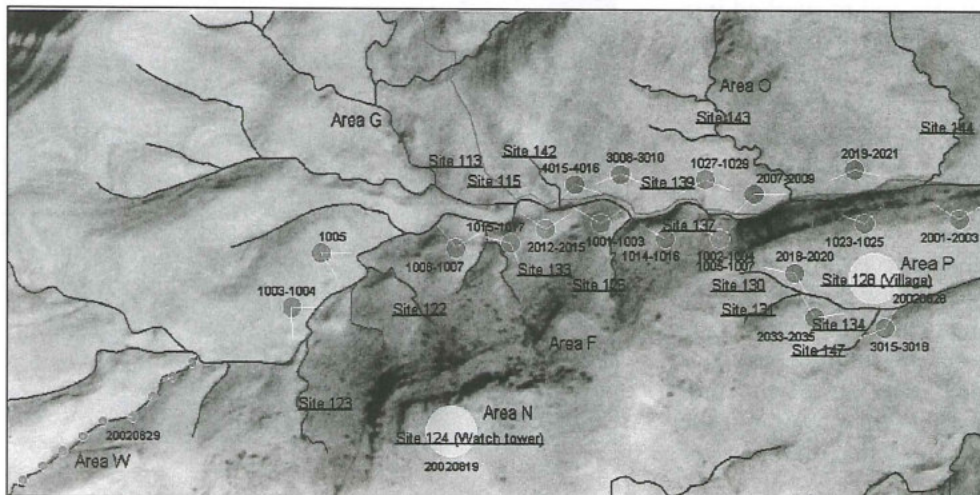 Area O
Site 143
Site 144
Area G
Site 142
Site 113
4015-4016
3008-3010
1027-1029
2019-2021
Site 115
Site 139
2007-2009
1015-1017
Site 137
1005
1006-1007
2012-2015
1001-1003
1014-1016
1002-1004
1023-1025
2001-2003
Site 133
1006-1007
2018-2020
Area P
Site 125
Site 130
Site 128 (Village)
1003-1004
20020828
Site 122
Site 131
Site 134
Area F
2033-2035
Site 147
3015-3018
Site 123
Area N
20020829
Site 124 (Watch tower)
Area W
20020819